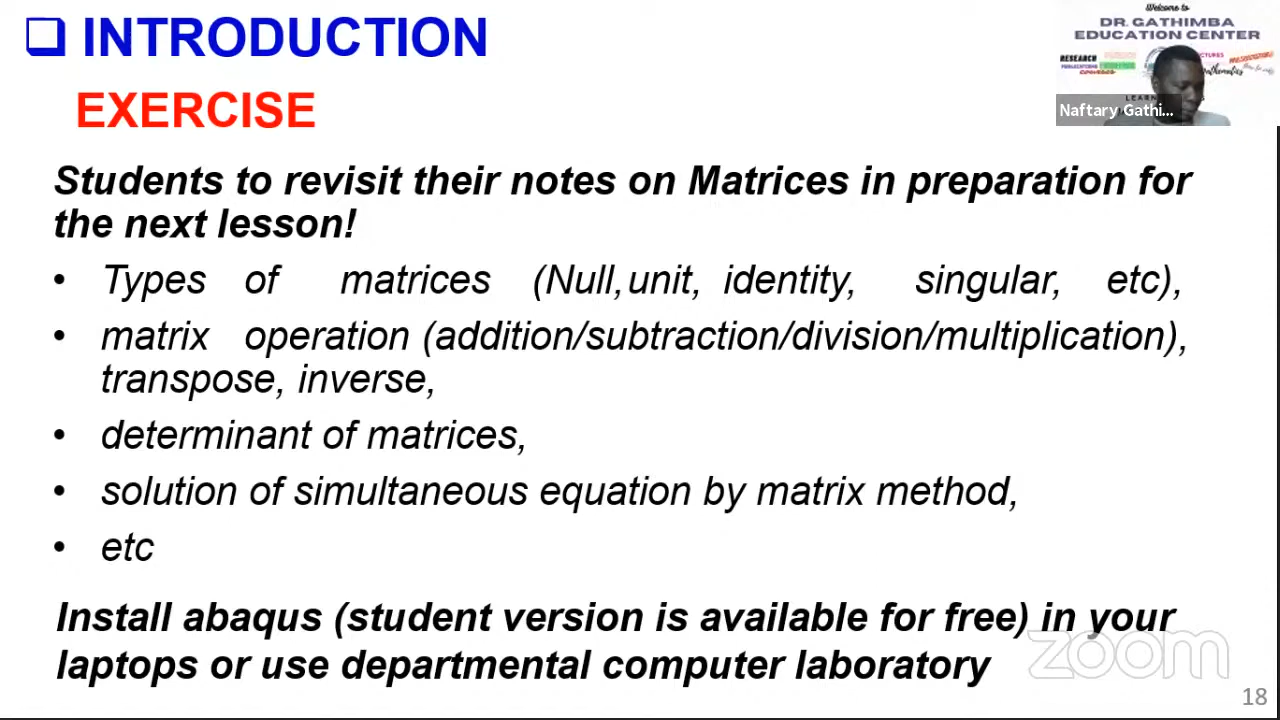 ❑ INTRODUCTION
Welcome to
DR. GATHIMBA
EDUCATION CENTER
RESEARCH
Naftary Gathi...
EXERCISE
Students to revisit their notes on Matrices in preparation for
the next lesson!
• Types of matrices (Null, unit, identity, singular, etc),
• matrix operation (addition/subtraction/division/multiplication),
transpose, inverse,
• determinant of matrices,
• solution of simultaneous equation by matrix method,
• etc
Install abaqus (student version is available for free) in your
laptops or use departmental computer laboratory
zoom
18